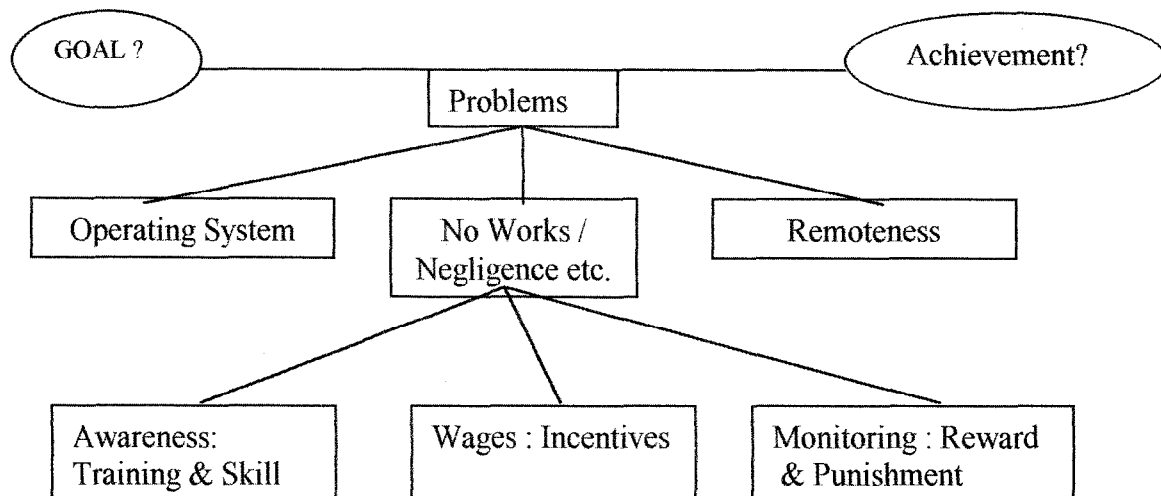 GOAL ?
Achievement?
Problems
Operating System
No Works /
Negligence etc.
Remoteness
Awareness:
Training & Skill
Wages : Incentives
Monitoring : Reward
& Punishment